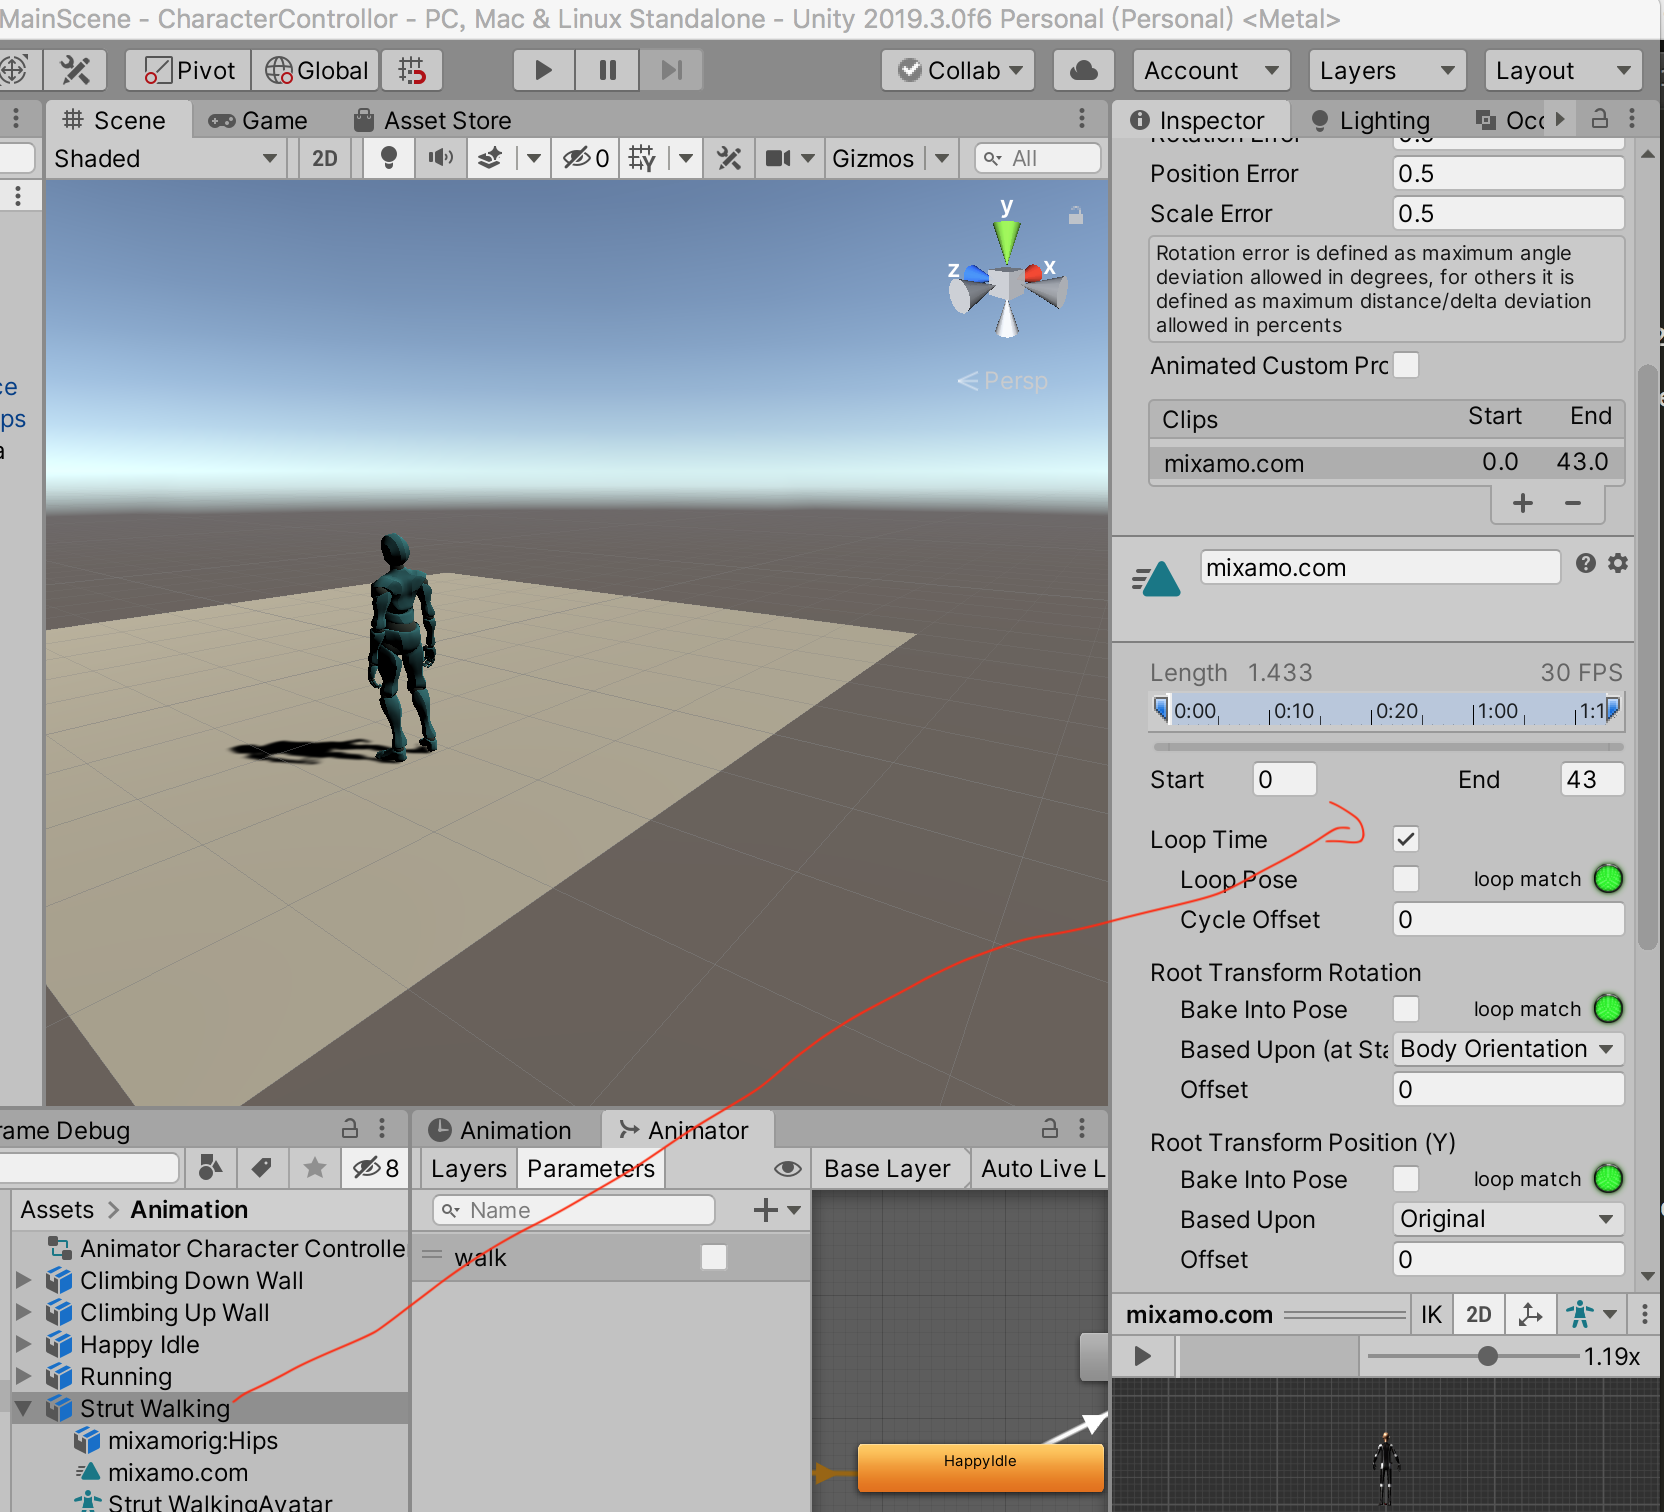 MainScene - CharacterControllor - PC, Mac & Linux Standalone - Unity 2019.3.0f6 Personal (Personal) <Metal>
Pivot Global Collab Account Layers Layout
Scene Game Asset Store
Shaded 2D 0 Gizmos All
y
z x
Persp
ce
ps
a
Inspector Lighting Occ
Rotation Error 0.5
Position Error 0.5
Scale Error 0.5
Rotation error is defined as maximum angle
deviation allowed in degrees, for others it is
defined as maximum distance/delta deviation
allowed in percents
Animated Custom Prc
Clips Start End
mixamo.com 0.0 43.0
+ −
mixamo.com
Length 1.433 30 FPS
0:00 0:10 0:20 1:00 1:1
Start 0 End 43
Loop Time
Loop Pose loop match
Cycle Offset 0
Root Transform Rotation
Bake Into Pose loop match
Based Upon (at Sta Body Orientation
Offset 0
Root Transform Position (Y)
Bake Into Pose loop match
Based Upon Original
Offset 0
mixamo.com IK 2D
1.19x
rame Debug
8
Assets > Animation
Animator Character Controlle
Climbing Down Wall
Climbing Up Wall
Happy Idle
Running
Strut Walking
mixamorig:Hips
mixamo.com
Strut WalkingAvatar
Animation Animator
Layers Parameters Base Layer Auto Live L
Name
walk
HappyIdle